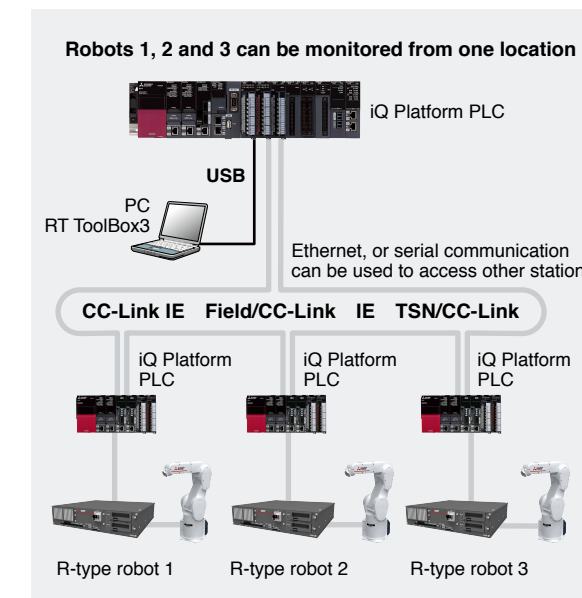 Robots 1, 2 and 3 can be monitored from one location
iQ Platform PLC
USB
PC
RT ToolBox3
Ethernet, or serial communication
can be used to access other station
CC-Link IE Field/CC-Link IE TSN/CC-Link
iQ Platform
PLC
iQ Platform
PLC
iQ Platform
PLC
R-type robot 1
R-type robot 2
R-type robot 3